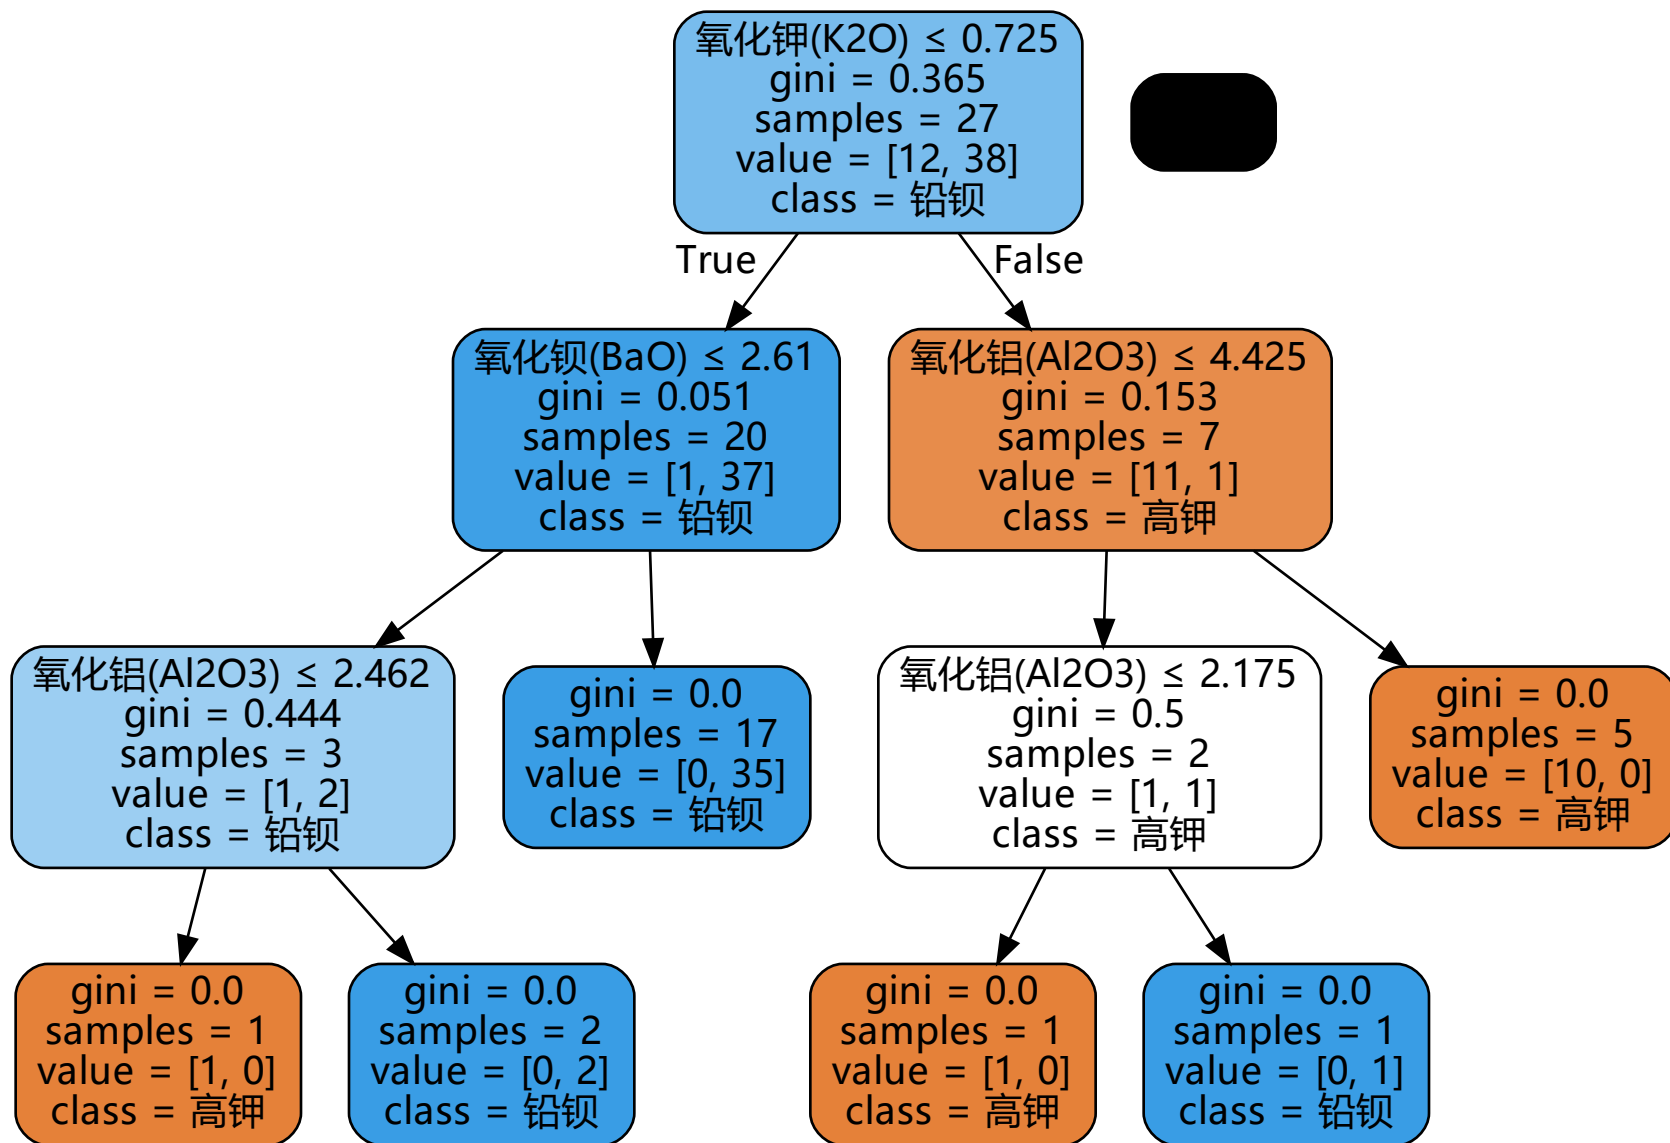 氧化钾(K2O) ≤ 0.725
gini = 0.365
samples = 27
value = [12, 38]
class = 铅钡
True
False
氧化钡(BaO) ≤ 2.61
gini = 0.051
samples = 20
value = [1, 37]
class = 铅钡
氧化铝(Al2O3) ≤ 4.425
gini = 0.153
samples = 7
value = [11, 1]
class = 高钾
氧化铝(Al2O3) ≤ 2.462
gini = 0.444
samples = 3
value = [1, 2]
class = 铅钡
gini = 0.0
samples = 17
value = [0, 35]
class = 铅钡
氧化铝(Al2O3) ≤ 2.175
gini = 0.5
samples = 2
value = [1, 1]
class = 高钾
gini = 0.0
samples = 5
value = [10, 0]
class = 高钾
gini = 0.0
samples = 1
value = [1, 0]
class = 高钾
gini = 0.0
samples = 2
value = [0, 2]
class = 铅钡
gini = 0.0
samples = 1
value = [1, 0]
class = 高钾
gini = 0.0
samples = 1
value = [0, 1]
class = 铅钡